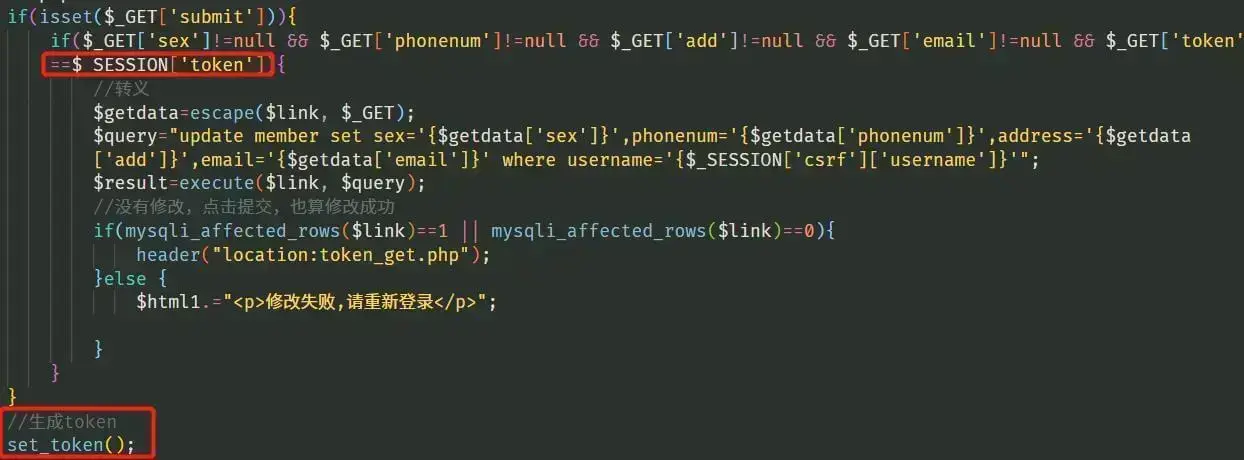 if(isset($_GET['submit'])){
if($_GET['sex']!=null && $_GET['phonenum']!=null && $_GET['add']!=null && $_GET['email']!=null && $_GET['token'
==$_SESSION['token']{
//转义
$getdata=escape($link, $_GET);
$query="update member set sex='{$getdata['sex']}',phonenum='{$getdata['phonenum']}',address='{$getdata
['add']}',email='{$getdata['email']}' where username='{$_SESSION['csrf']['username']}'";
$result=execute($link, $query);
//没有修改，点击提交，也算修改成功
if(mysqli_affected_rows($link)==1 || mysqli_affected_rows($link)==0){
header("location:token_get.php");
}else {
$html1.="<p>修改失败,请重新登录</p>";
}
}
}
//生成token
set_token();